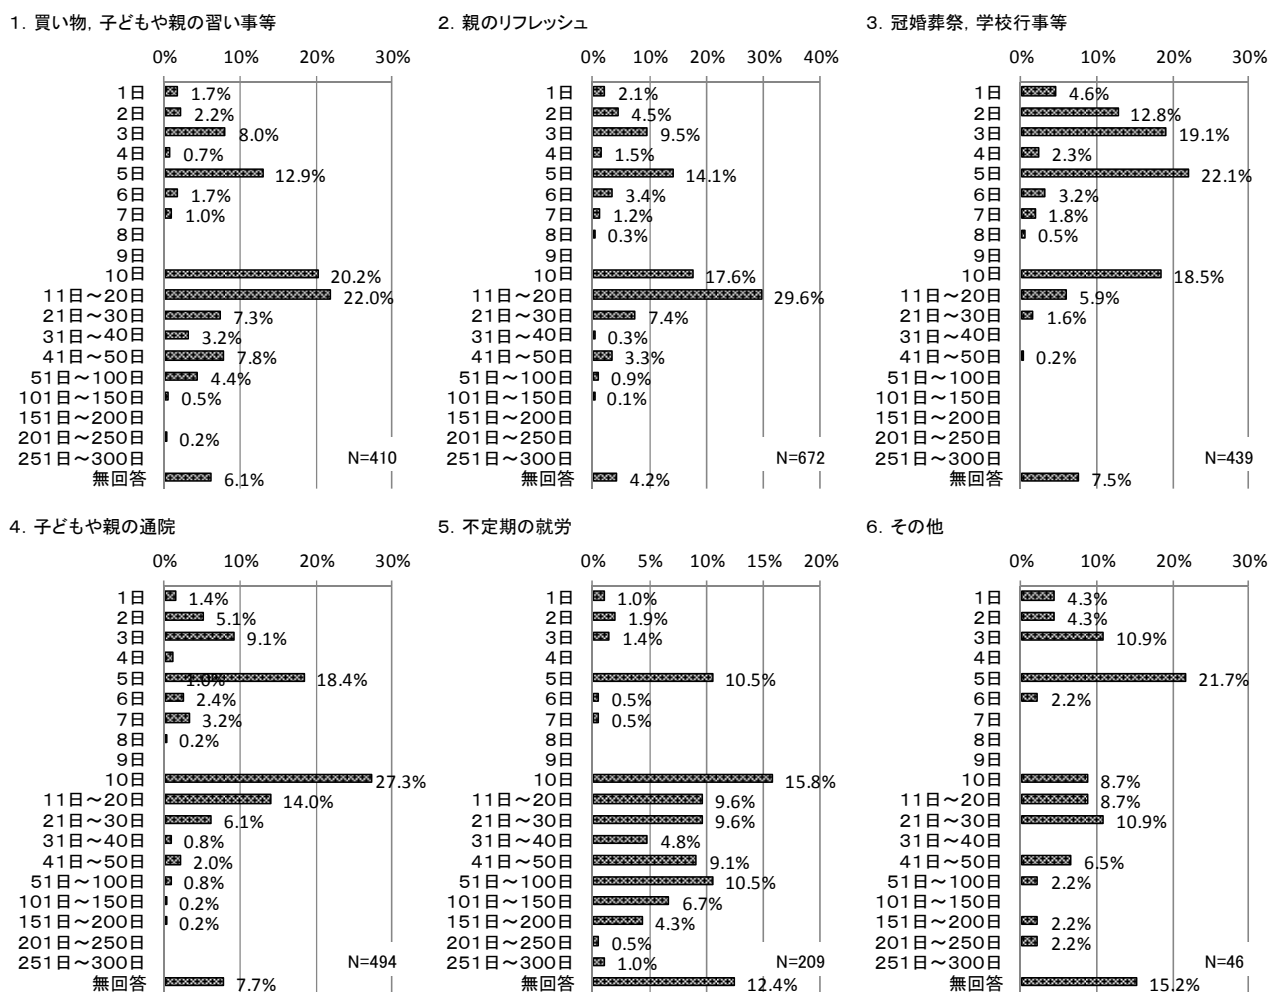 1．買い物，子どもや親の習い事等
0% 10% 20% 30%
1日 1.7%
2日 2.2%
3日 8.0%
4日 0.7%
5日 12.9%
6日 1.7%
7日 1.0%
8日
9日
10日 20.2%
11日～20日 22.0%
21日～30日 7.3%
31日～40日 3.2%
41日～50日 7.8%
51日～100日 4.4%
101日～150日 0.5%
151日～200日
201日～250日 0.2%
251日～300日 N=410
無回答 6.1%
2．親のリフレッシュ
0% 10% 20% 30% 40%
1日 2.1%
2日 4.5%
3日 9.5%
4日 1.5%
5日 14.1%
6日 3.4%
7日 1.2%
8日 0.3%
9日
10日 17.6%
11日～20日 29.6%
21日～30日 7.4%
31日～40日 0.3%
41日～50日 3.3%
51日～100日 0.9%
101日～150日 0.1%
151日～200日
201日～250日
251日～300日 N=672
無回答 4.2%
3．冠婚葬祭，学校行事等
0% 10% 20% 30%
1日 4.6%
2日 12.8%
3日 19.1%
4日 2.3%
5日 22.1%
6日 3.2%
7日 1.8%
8日 0.5%
9日
10日 18.5%
11日～20日 5.9%
21日～30日 1.6%
31日～40日
41日～50日 0.2%
51日～100日
101日～150日
151日～200日
201日～250日
251日～300日 N=439
無回答 7.5%
4．子どもや親の通院
0% 10% 20% 30%
1日 1.4%
2日 5.1%
3日 9.1%
4日 1.0%
5日 18.4%
6日 2.4%
7日 3.2%
8日 0.2%
9日
10日 27.3%
11日～20日 14.0%
21日～30日 6.1%
31日～40日 0.8%
41日～50日 2.0%
51日～100日 0.8%
101日～150日 0.2%
151日～200日 0.2%
201日～250日
251日～300日 N=494
無回答 7.7%
5．不定期の就労
0% 5% 10% 15% 20%
1日 1.0%
2日 1.9%
3日 1.4%
4日
5日 10.5%
6日 0.5%
7日 0.5%
8日
9日
10日 15.8%
11日～20日 9.6%
21日～30日 9.6%
31日～40日 4.8%
41日～50日 9.1%
51日～100日 10.5%
101日～150日 6.7%
151日～200日 4.3%
201日～250日 0.5%
251日～300日 1.0% N=209
無回答 12.4%
6．その他
0% 10% 20% 30%
1日 4.3%
2日 4.3%
3日 10.9%
4日
5日 21.7%
6日 2.2%
7日
8日
9日
10日 8.7%
11日～20日 8.7%
21日～30日 10.9%
31日～40日
41日～50日 6.5%
51日～100日 2.2%
101日～150日
151日～200日 2.2%
201日～250日 2.2%
251日～300日 N=46
無回答 15.2%